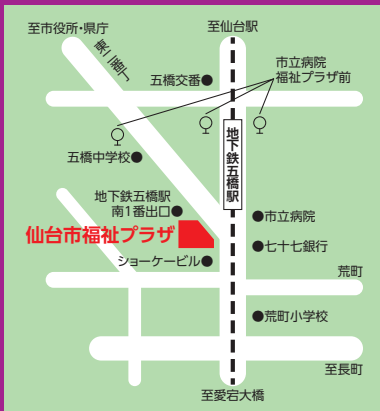 至市役所・県庁
至仙台駅
東二番丁
五橋交番
市立病院
福祉プラザ前
地下鉄五橋駅
五橋中学校
地下鉄五橋駅
南1番出口
市立病院
仙台市福祉プラザ
七十七銀行
ショーケービル
荒町
荒町小学校
至長町
至愛宕大橋